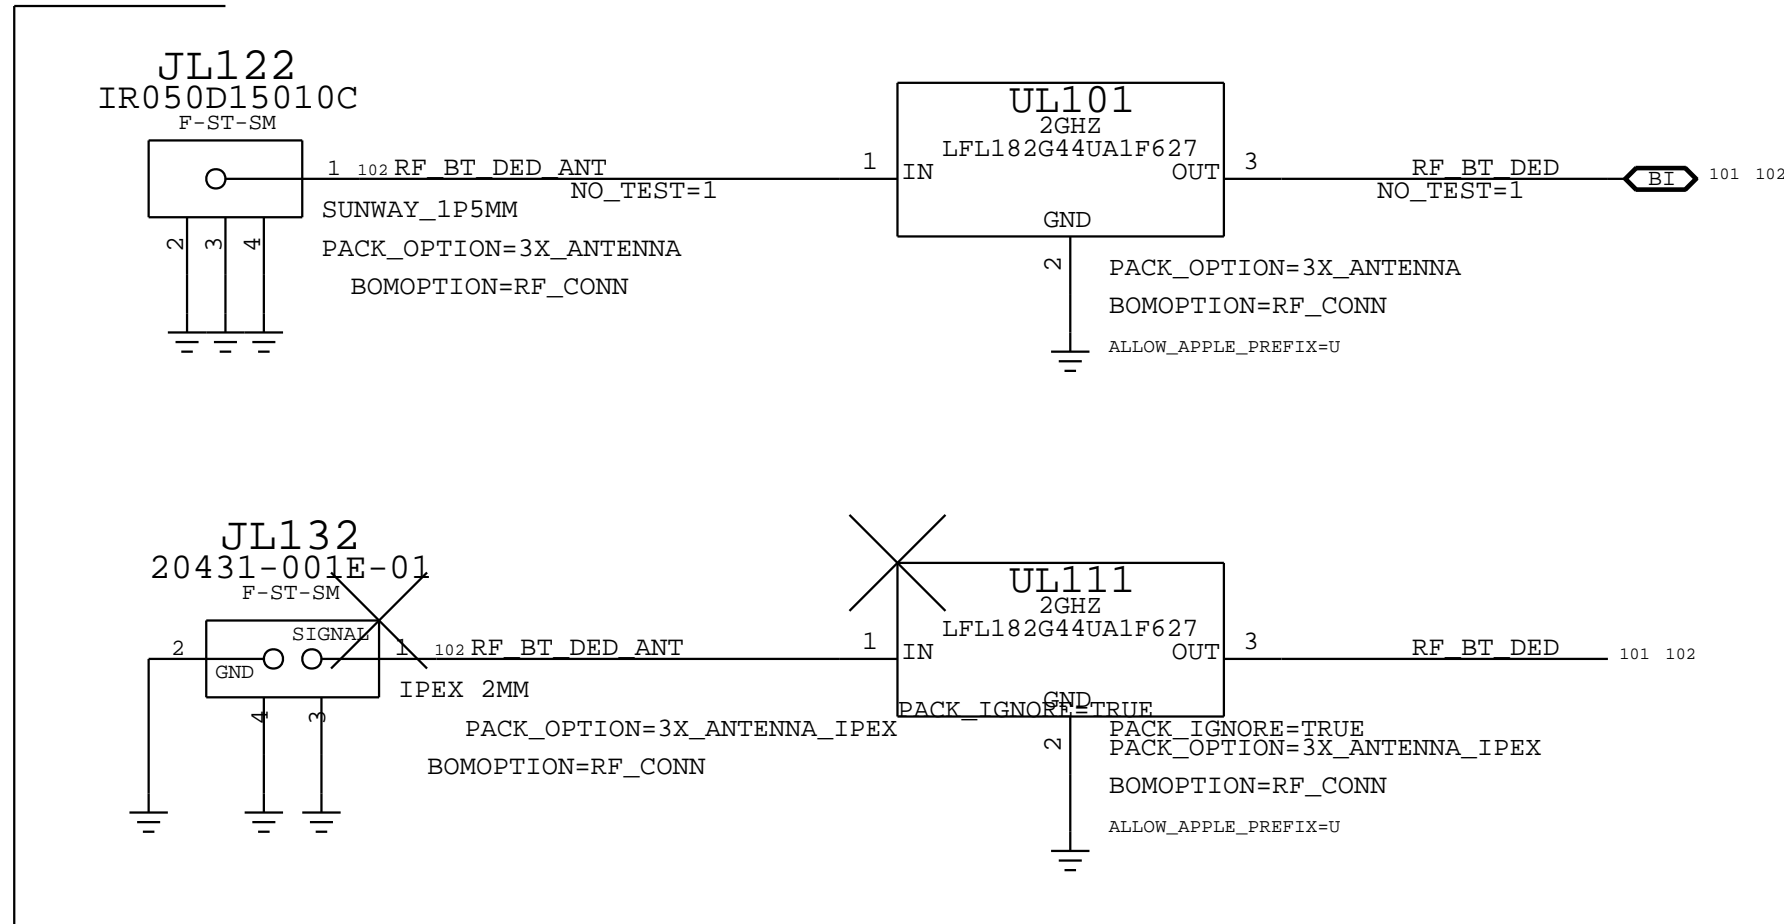 JL122
IR050D15010C
F-ST-SM
1 102 RF_BT_DED_ANT
NO_TEST=1
2 3 4
SUNWAY_1P5MM
PACK_OPTION=3X_ANTENNA
BOMOPTION=RF_CONN
UL101
2GHZ
LFL182G44UA1F627
1 IN OUT 3
GND
2
RF_BT_DED
NO_TEST=1
BI 101 102
PACK_OPTION=3X_ANTENNA
BOMOPTION=RF_CONN
ALLOW_APPLE_PREFIX=U
JL132
20431-001E-01
F-ST-SM
SIGNAL
2 GND 1 102 RF_BT_DED_ANT
4 3
IPEX 2MM
PACK_OPTION=3X_ANTENNA_IPEX
BOMOPTION=RF_CONN
UL111
2GHZ
LFL182G44UA1F627
1 IN OUT 3
GND
PACK_IGNORE=TRUE
2
RF_BT_DED 101 102
PACK_IGNORE=TRUE
PACK_OPTION=3X_ANTENNA_IPEX
BOMOPTION=RF_CONN
ALLOW_APPLE_PREFIX=U